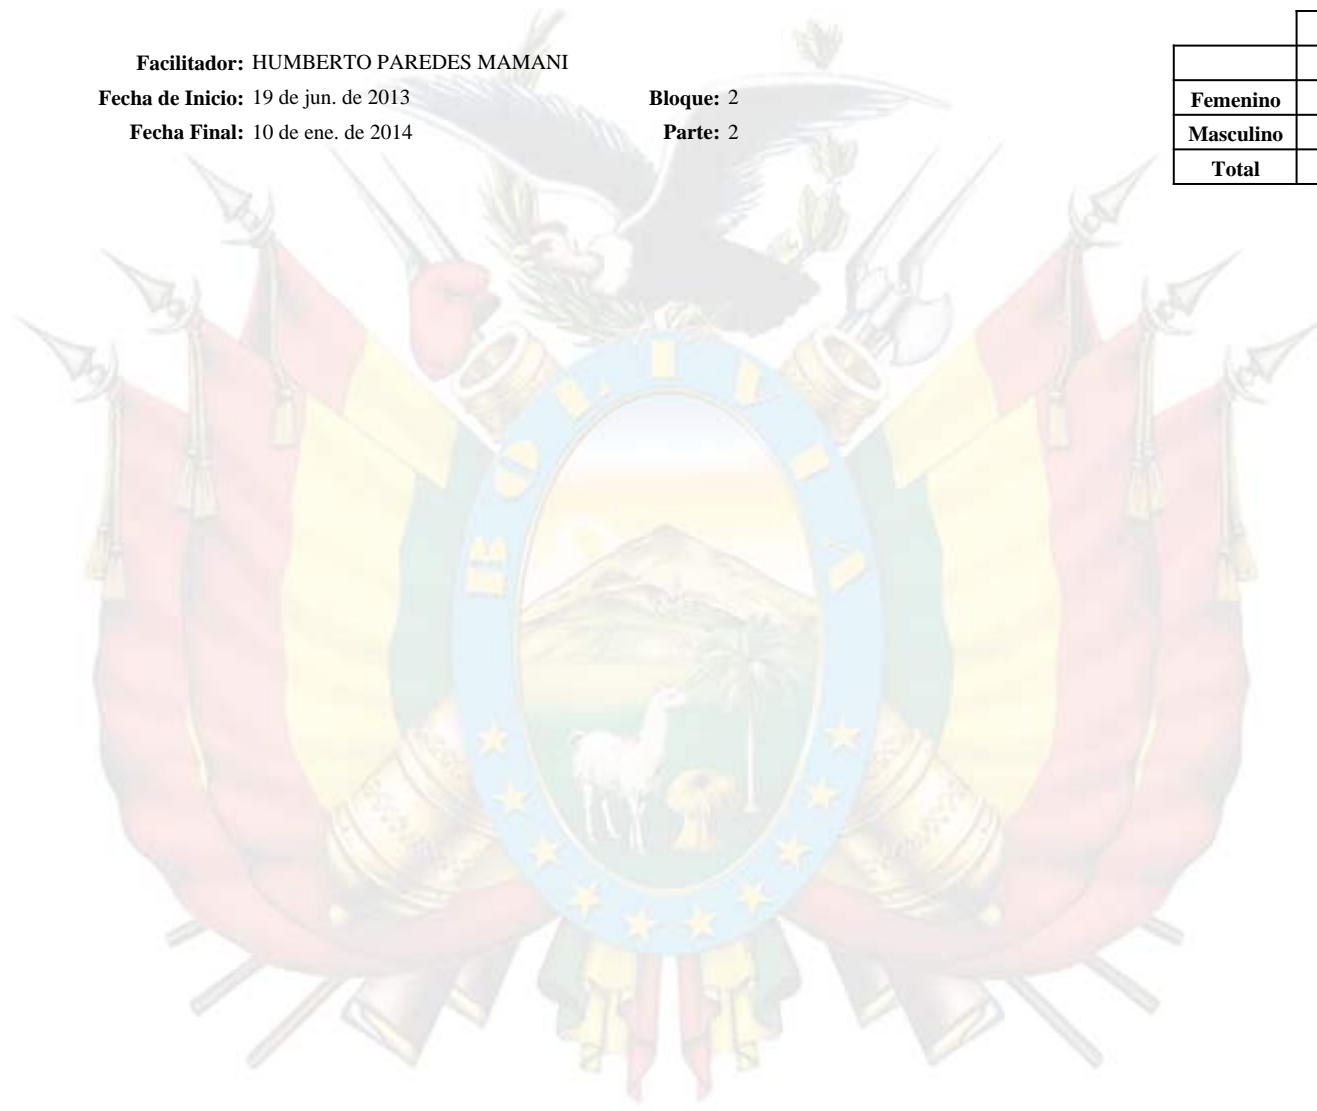 Facilitador: HUMBERTO PAREDES MAMANI
Fecha de Inicio: 19 de jun. de 2013 Bloque: 2
Fecha Final: 10 de ene. de 2014 Parte: 2
Femenino
Masculino
Total
BOLIVIA